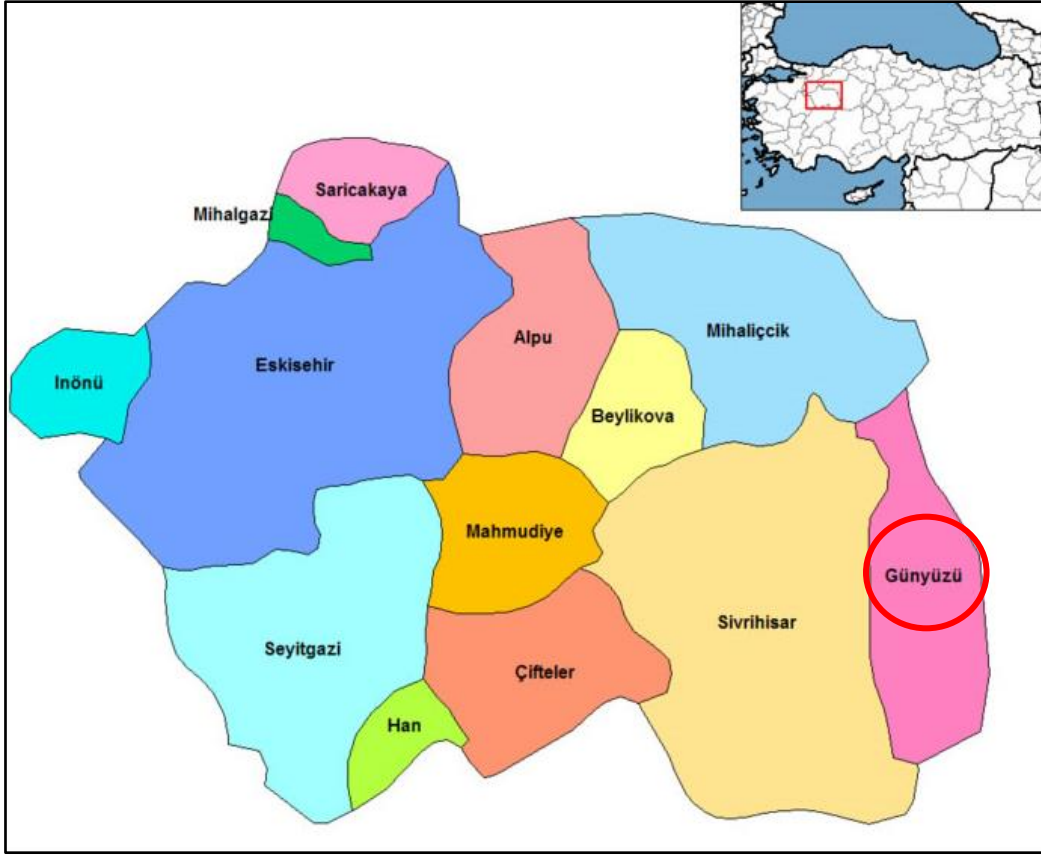 Saricakaya
Mihalgazi
Mihaliçcik
Alpu
Eskisehir
Inönü
Beylikova
Mahmudiye
Günyüzü
Sivrihisar
Seyitgazi
Çifteler
Han